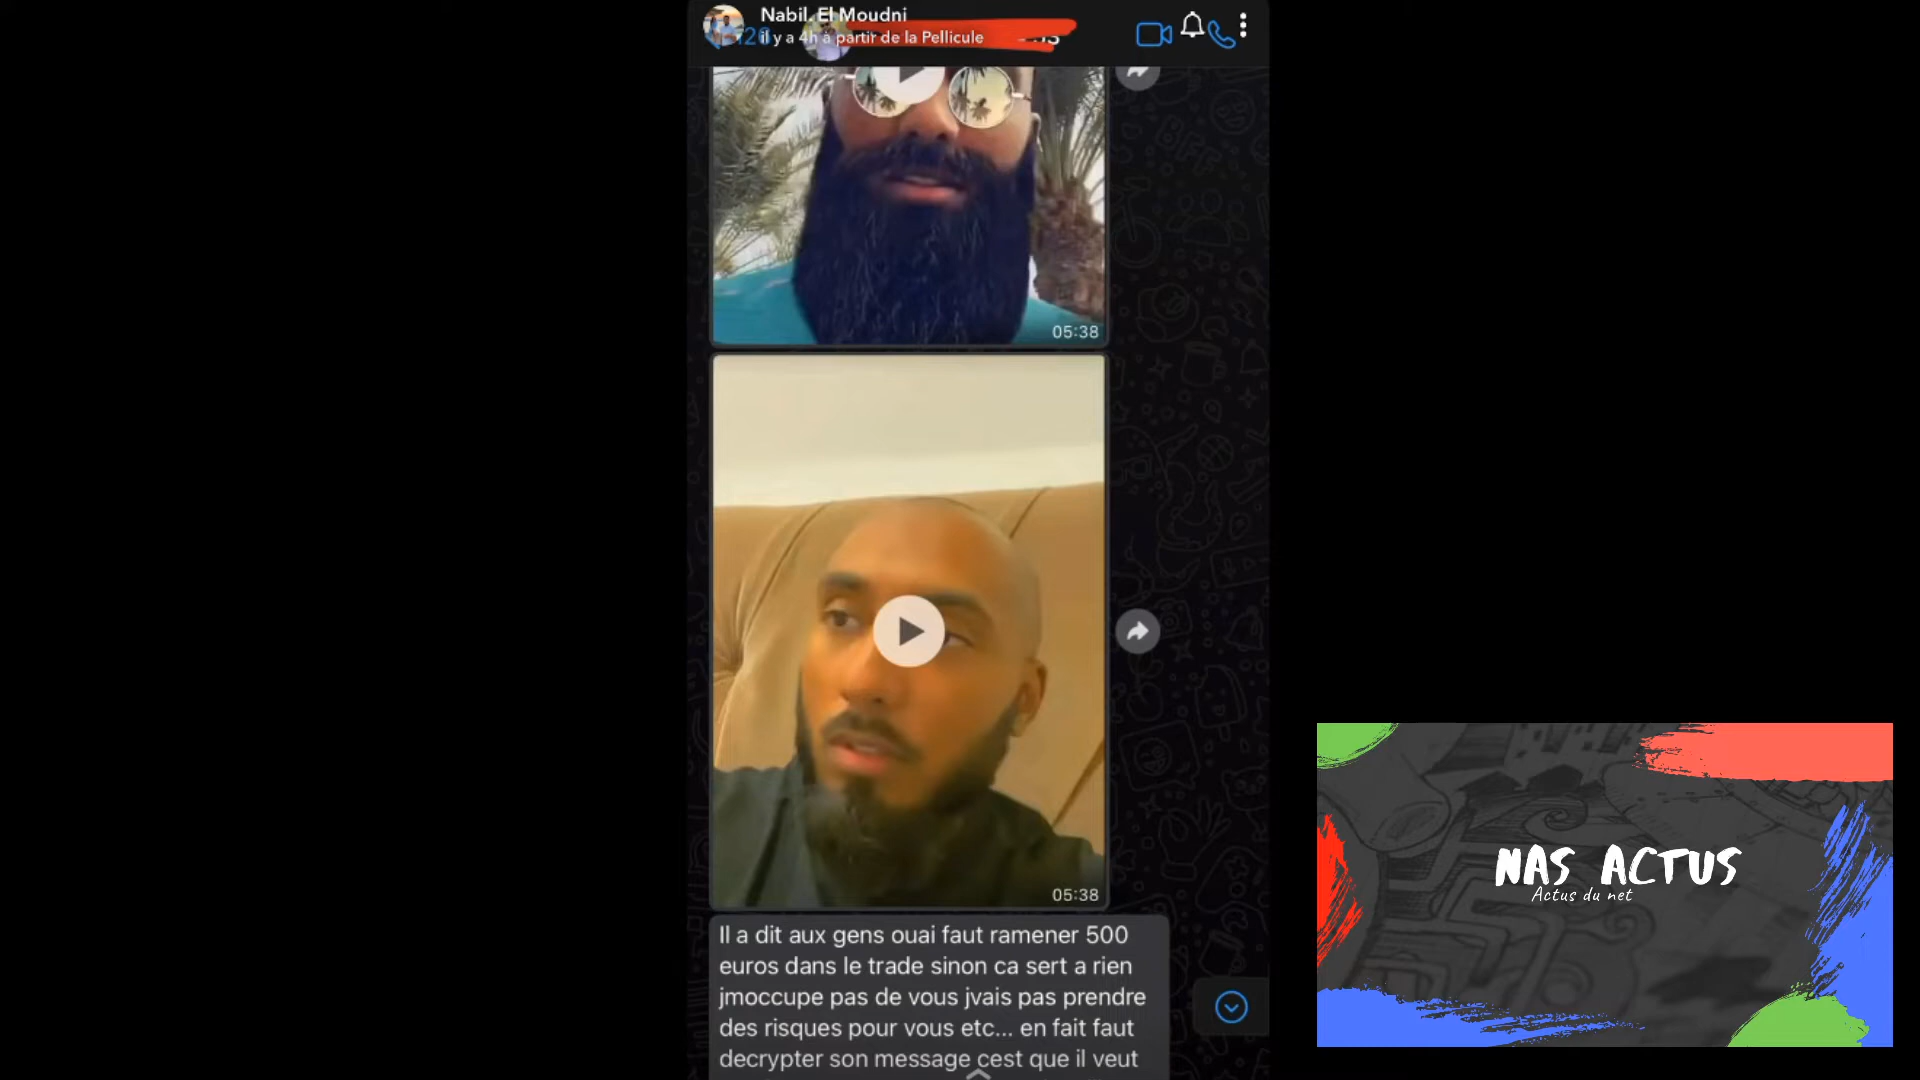 Nabil. El Moudni
il y a 4h à partir de la Pellicule
05:38
05:38
Il a dit aux gens ouai faut ramener 500
euros dans le trade sinon ca sert a rien
jmoccupe pas de vous jvais pas prendre
des risques pour vous etc... en fait faut
decrypter son message cest que il veut
NAS ACTUS
Actus du net